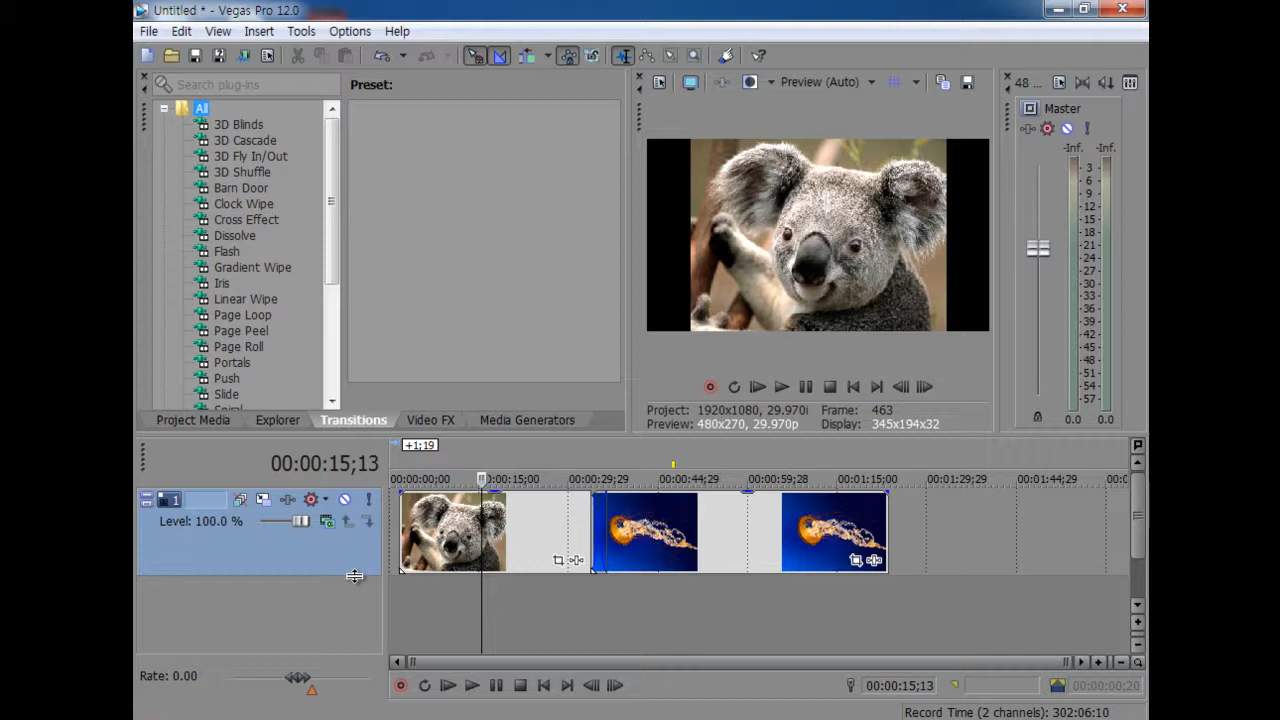 Untitled * - Vegas Pro 12.0
File Edit View Insert Tools Options Help
Search plug-ins
Preset:
Preview (Auto)
48 ...
All
Master
3D Blinds
3D Cascade
3D Fly In/Out
3D Shuffle
Barn Door
Clock Wipe
Cross Effect
Dissolve
Flash
Gradient Wipe
Iris
Linear Wipe
Page Loop
Page Peel
Page Roll
Portals
Push
Slide
-Inf. -Inf.
3
6
9
12
15
18
21
24
27
30
33
36
39
42
45
48
51
54
57
0.0 0.0
Project: 1920x1080, 29.970i Frame: 463
Preview: 480x270, 29.970p Display: 345x194x32
Project Media Explorer Transitions Video FX Media Generators
+1;19
00:00:15;13
00:00:00;00 0:00:15;00 00:00:29;29 00:00:44;29 00:00:59;28 00:01:15;00 00:01:29;29 00:01:44;29 00:0
1
Level: 100.0 %
Rate: 0.00
00:00:15;13
00:00:00;20
Record Time (2 channels): 302:06:10